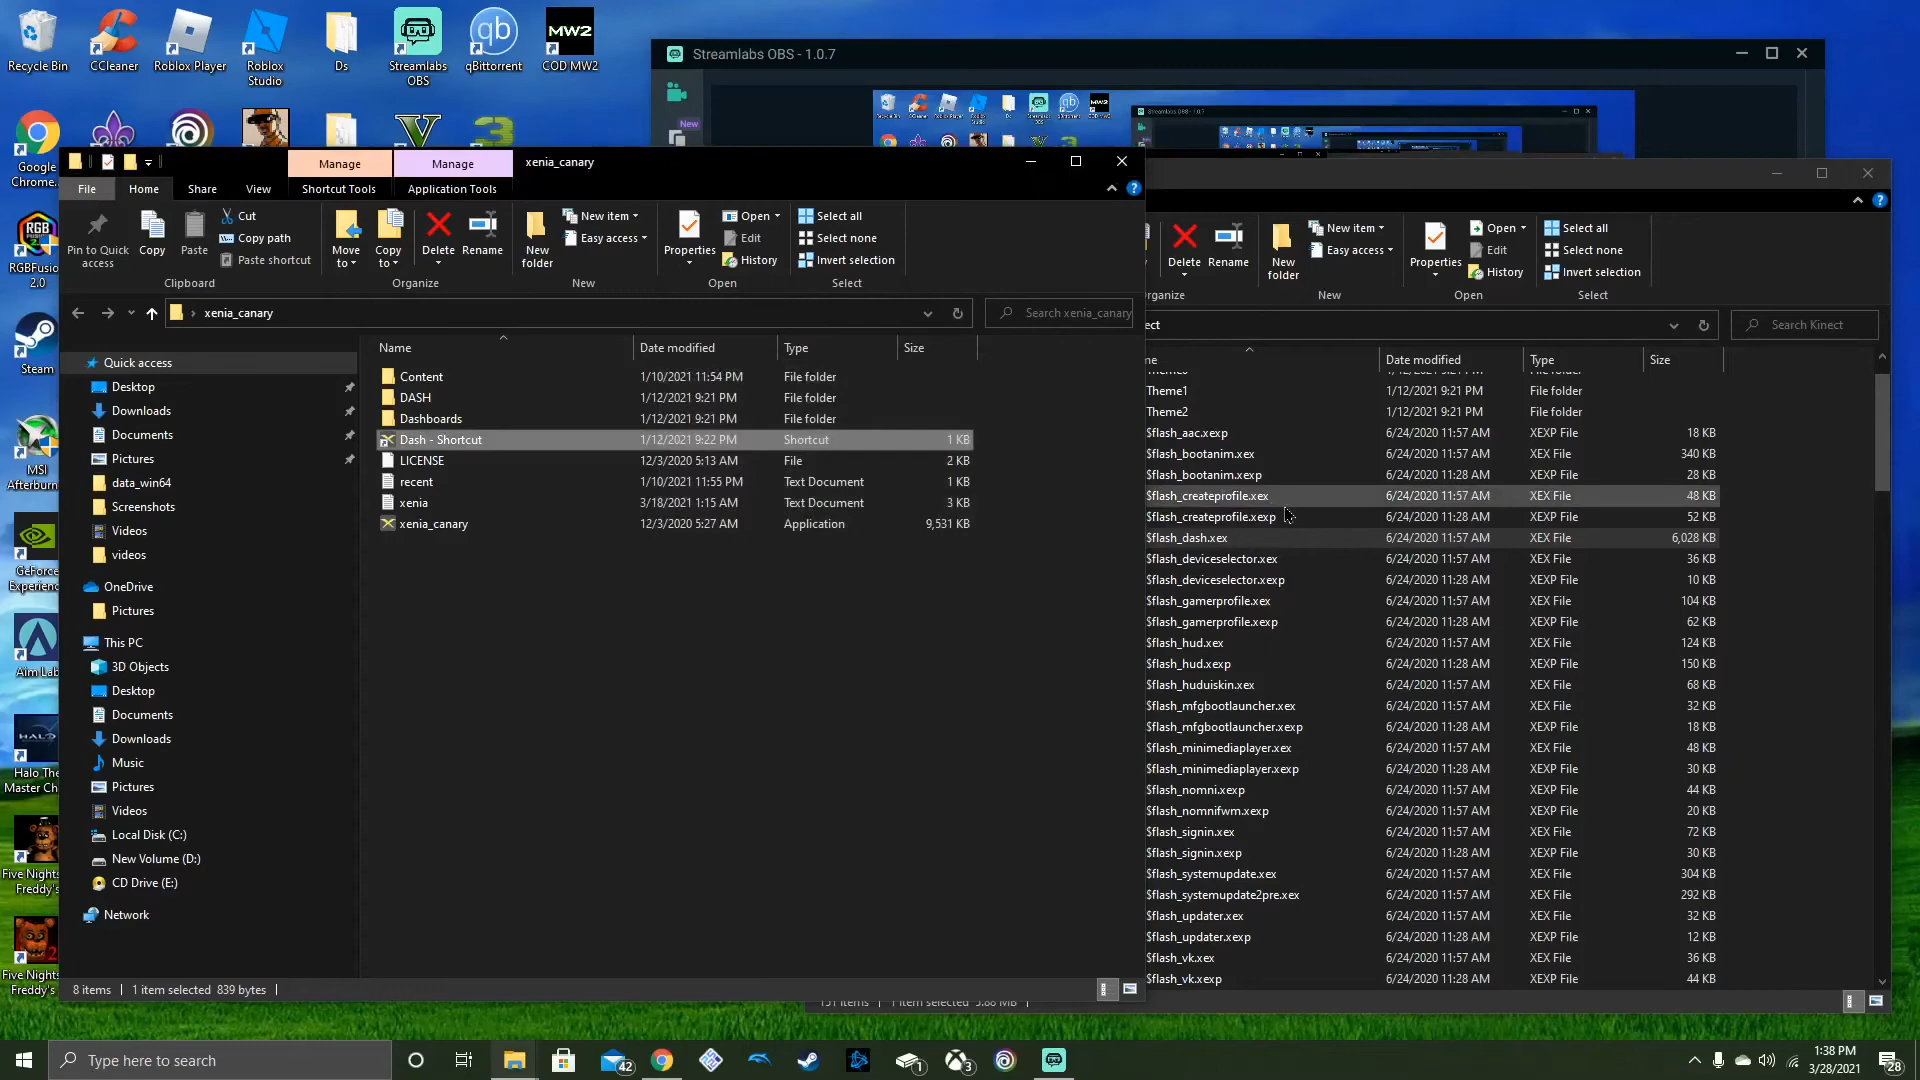 Recycle Bin
CCleaner
Roblox Player
Roblox
Studio
Ds
Streamlabs
OBS
qBittorrent
MW2
COD MW2
Google
Chrome...
RGB
RGBFusio
2.0
Steam
MSI
Afterburn
GeForce
Experienc
Aim Lab
HALO
Halo The
Master Ch
Five Nights
Freddy's
Five Nights
Freddy's
Streamlabs OBS - 1.0.7
New
Manage
Manage
xenia_canary
File
Home
Share
View
Shortcut Tools
Application Tools
Pin to Quick
access
Copy
Paste
Cut
Copy path
Paste shortcut
Clipboard
Move
to
Copy
to
Delete
Rename
Organize
New
folder
New item
Easy access
New
Properties
Open
Edit
History
Open
Select all
Select none
Invert selection
Select
xenia_canary
Search xenia_canary
Quick access
Desktop
Downloads
Documents
Pictures
data_win64
Screenshots
Videos
videos
OneDrive
Pictures
This PC
3D Objects
Desktop
Documents
Downloads
Music
Pictures
Videos
Local Disk (C:)
New Volume (D:)
CD Drive (E:)
Network
Name Date modified Type Size
Content 1/10/2021 11:54 PM File folder
DASH 1/12/2021 9:21 PM File folder
Dashboards 1/12/2021 9:21 PM File folder
Dash - Shortcut 1/12/2021 9:22 PM Shortcut 1 KB
LICENSE 12/3/2020 5:13 AM File 2 KB
recent 1/10/2021 11:55 PM Text Document 1 KB
xenia 3/18/2021 1:15 AM Text Document 3 KB
xenia_canary 12/3/2020 5:27 AM Application 9,531 KB
8 items 1 item selected 839 bytes
Delete
Rename
rganize
New
folder
New item
Easy access
New
Properties
Open
Edit
History
Open
Select all
Select none
Invert selection
Select
ect
Search Kinect
ne Date modified Type Size
Theme1 1/12/2021 9:21 PM File folder
Theme2 1/12/2021 9:21 PM File folder
$flash_aac.xexp 6/24/2020 11:57 AM XEXP File 18 KB
$flash_bootanim.xex 6/24/2020 11:57 AM XEX File 340 KB
$flash_bootanim.xexp 6/24/2020 11:28 AM XEXP File 28 KB
$flash_createprofile.xex 6/24/2020 11:57 AM XEX File 48 KB
$flash_createprofile.xexp 6/24/2020 11:28 AM XEXP File 52 KB
$flash_dash.xex 6/24/2020 11:57 AM XEX File 6,028 KB
$flash_deviceselector.xex 6/24/2020 11:57 AM XEX File 36 KB
$flash_deviceselector.xexp 6/24/2020 11:28 AM XEXP File 10 KB
$flash_gamerprofile.xex 6/24/2020 11:57 AM XEX File 104 KB
$flash_gamerprofile.xexp 6/24/2020 11:28 AM XEXP File 62 KB
$flash_hud.xex 6/24/2020 11:57 AM XEX File 124 KB
$flash_hud.xexp 6/24/2020 11:28 AM XEXP File 150 KB
$flash_huduiskin.xex 6/24/2020 11:57 AM XEX File 68 KB
$flash_mfgbootlauncher.xex 6/24/2020 11:57 AM XEX File 32 KB
$flash_mfgbootlauncher.xexp 6/24/2020 11:28 AM XEXP File 18 KB
$flash_minimediaplayer.xex 6/24/2020 11:57 AM XEX File 48 KB
$flash_minimediaplayer.xexp 6/24/2020 11:28 AM XEXP File 30 KB
$flash_nomni.xexp 6/24/2020 11:57 AM XEXP File 44 KB
$flash_nomnifwm.xexp 6/24/2020 11:57 AM XEXP File 20 KB
$flash_signin.xex 6/24/2020 11:57 AM XEX File 72 KB
$flash_signin.xexp 6/24/2020 11:28 AM XEXP File 30 KB
$flash_systemupdate.xex 6/24/2020 11:57 AM XEX File 304 KB
$flash_systemupdate2pre.xex 6/24/2020 11:57 AM XEX File 292 KB
$flash_updater.xex 6/24/2020 11:57 AM XEX File 32 KB
$flash_updater.xexp 6/24/2020 11:28 AM XEXP File 12 KB
$flash_vk.xex 6/24/2020 11:57 AM XEX File 36 KB
$flash_vk.xexp 6/24/2020 11:28 AM XEXP File 44 KB
Type here to search
42
1
3
1:38 PM
3/28/2021
28